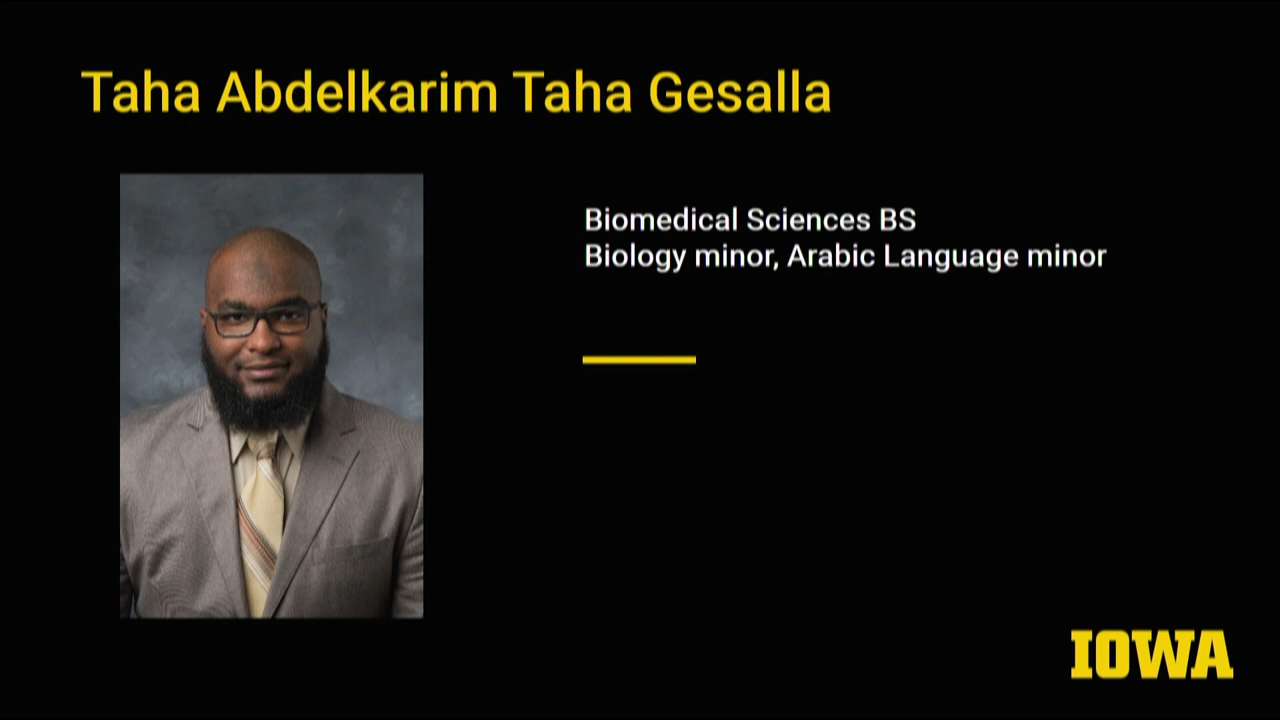 Taha Abdelkarim Taha Gesalla
Biomedical Sciences BS
Biology minor, Arabic Language minor
IOWA